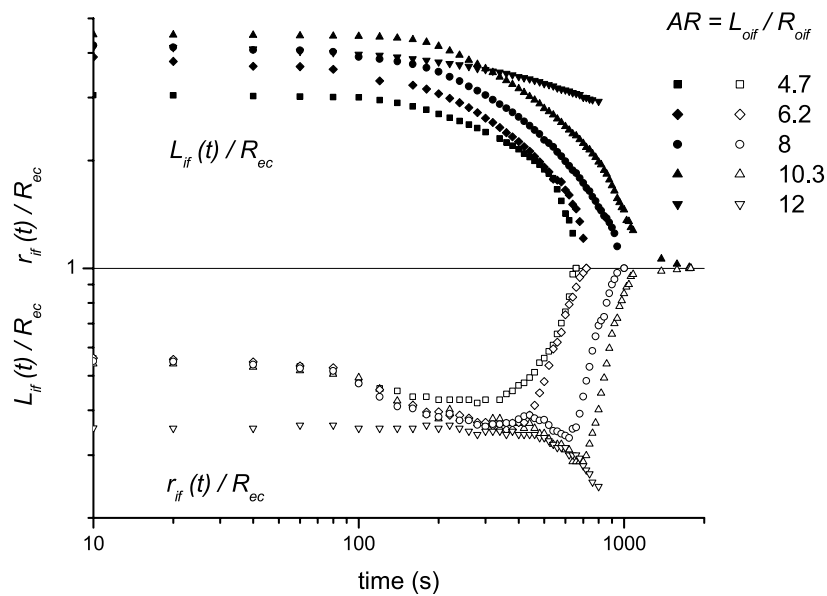 AR = L_oif / R_oif
4.7
6.2
8
10.3
12
L_if (t) / R_ec
r_if (t) / R_ec
L_if (t) / R_ec
r_if (t) / R_ec
1
10
100
1000
time (s)